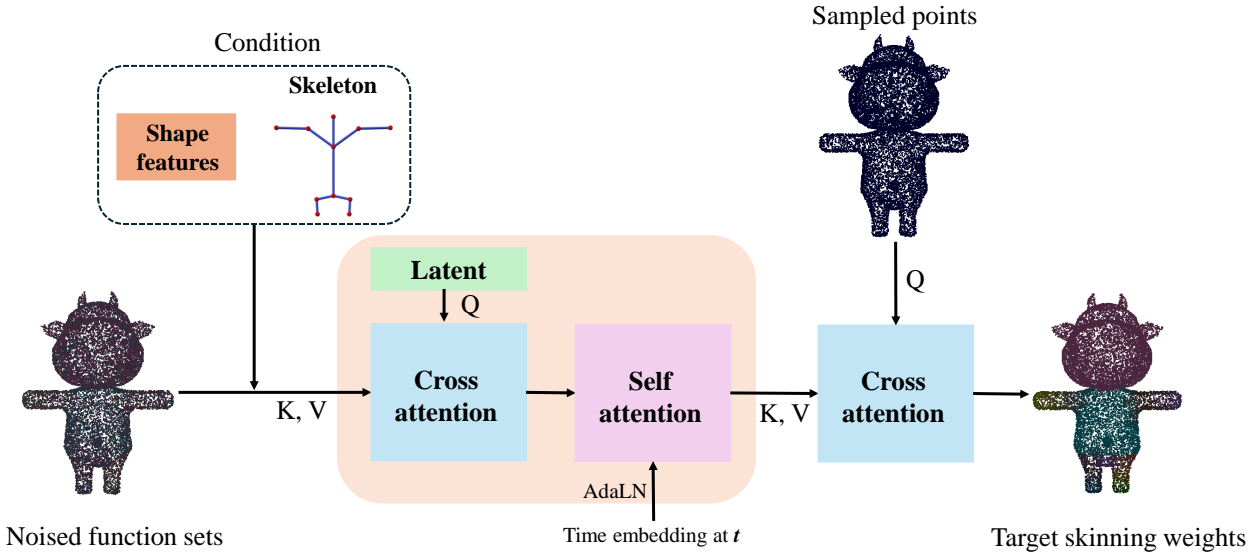 Sampled points
Condition
Skeleton
Shape
features
Latent
Q
Q
Cross
attention
Self
attention
Cross
attention
K, V
K, V
AdaLN
Time embedding at t
Noised function sets
Target skinning weights